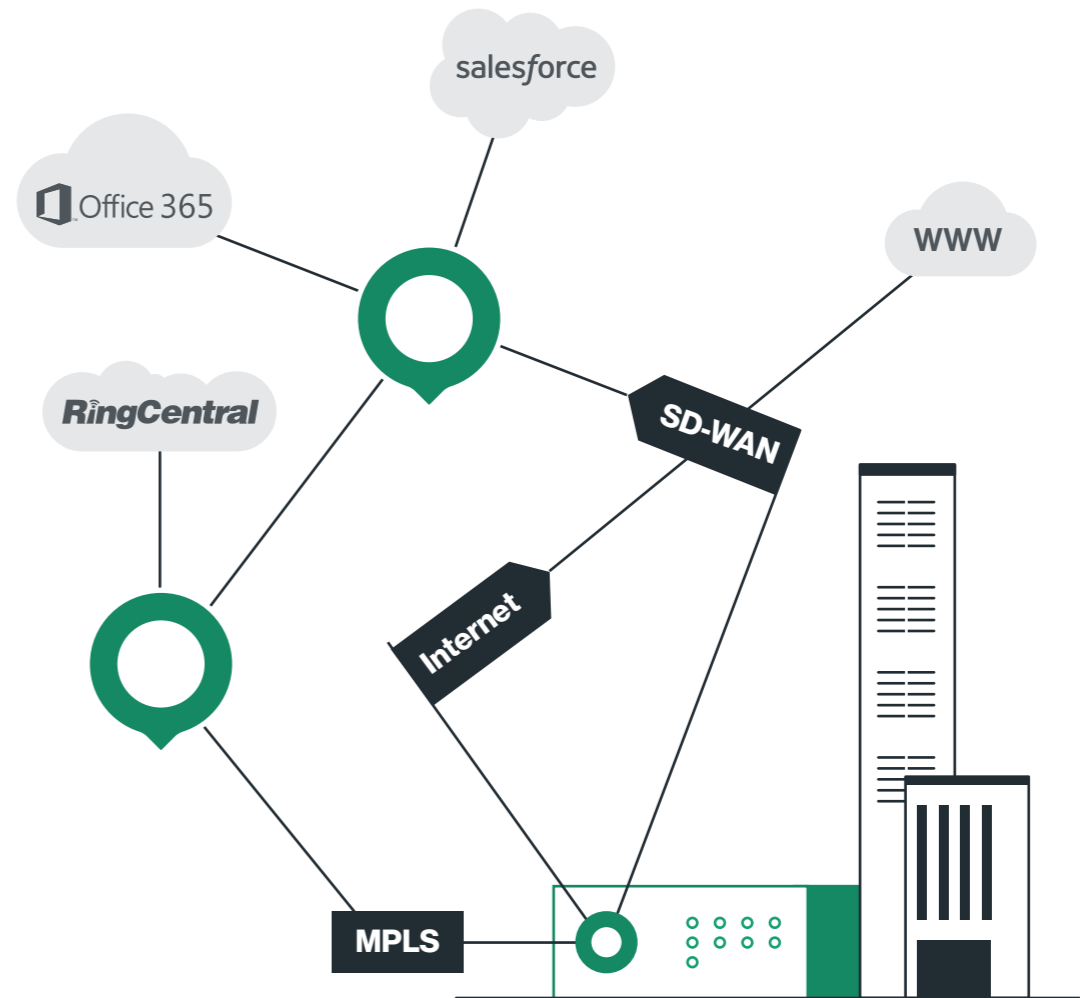 salesforce
Office 365
WWW
RingCentral
SD-WAN
Internet
MPLS